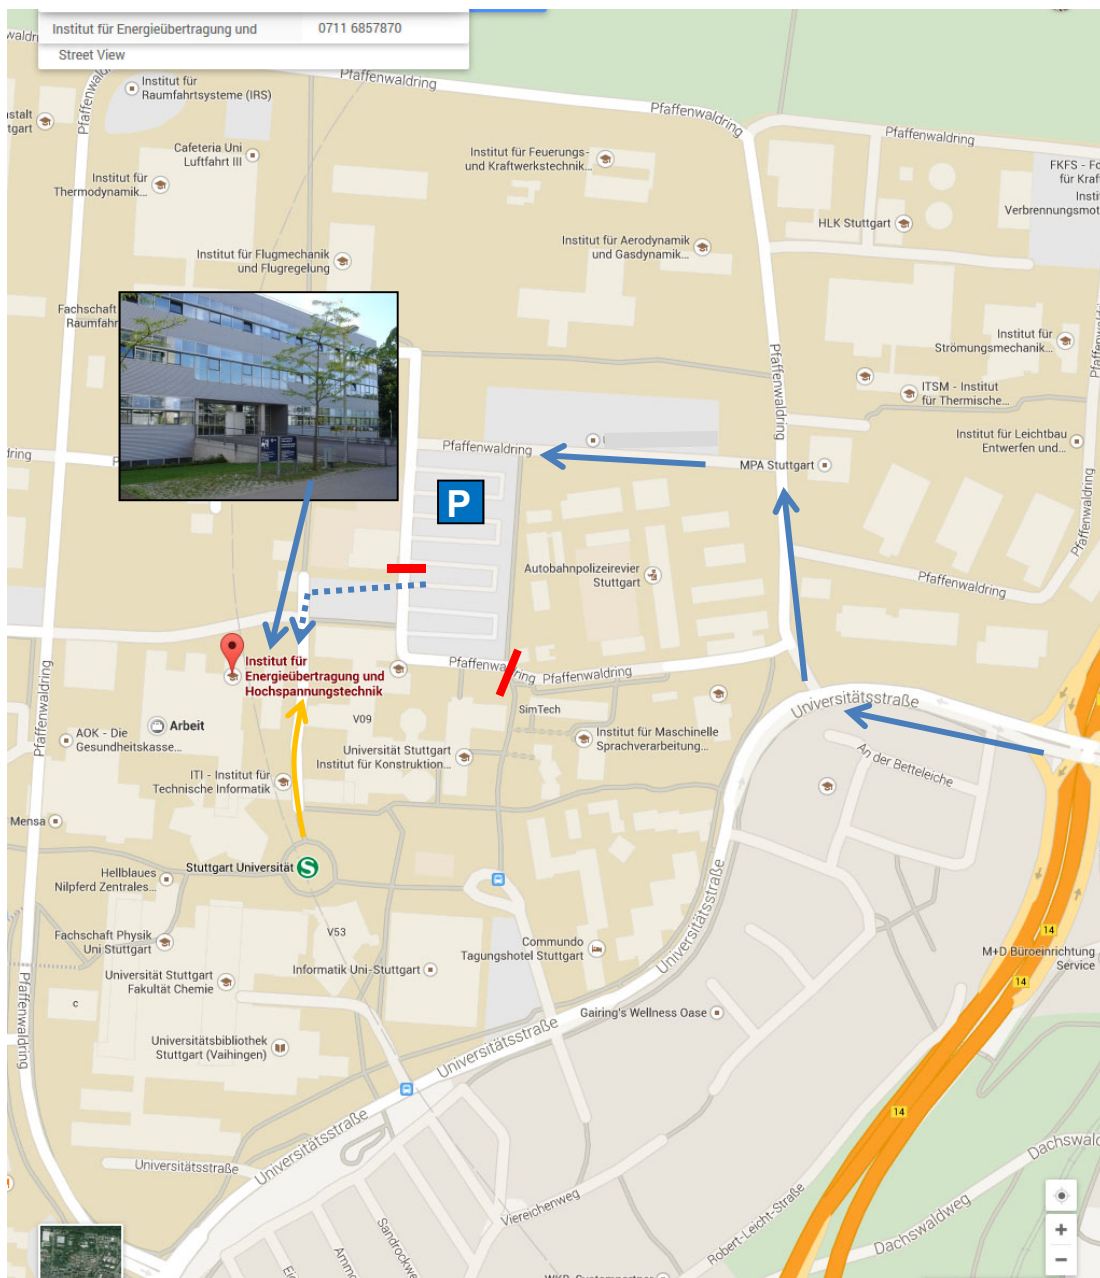 Institut für Energieübertragung und 0711 6857870
Street View
Pfaffenwaldring
Pfaffenwaldring
Institut für
Raumfahrtsysteme (IRS)
Pfaffenwaldring
Pfaffenwaldring
Cafeteria Uni
Luftfahrt III
Institut für Feuerungs-
und Kraftwerkstechnik...
Institut für
Thermodynamik...
HLK Stuttgart
Institut für Flugmechanik
und Flugregelung
Institut für Aerodynamik
und Gasdynamik...
Fachschaft
Institut für
Strömungsmechanik...
Pfaffenwaldring
ITSM - Institut
für Thermische...
Institut für Leichtbau
Entwerfen und...
Pfaffenwaldring
MPA Stuttgart
P
Pfaffenwaldring
Autobahnpolizeirevier
Stuttgart
Pfaffenwaldring
Institut für
Energieübertragung und
Hochspannungstechnik
Pfaffenwaldring
Pfaffenwaldring
Pfaffenwaldring
Universitätsstraße
SimTech
V09
Arbeit
AOK - Die
Gesundheitskasse...
Institut für Maschinelle
Sprachverarbeitung...
Universität Stuttgart
Institut für Konstruktion...
An der Betteleiche
ITI - Institut für
Technische Informatik
Mensa
Stuttgart Universität
S
Hellblaues
Nilpferd Zentrales...
Universitätsstraße
V53
Fachschaft Physik
Uni Stuttgart
Commundo
Tagungshotel Stuttgart
14
M+D Büroeinrichtung
Service
Informatik Uni-Stuttgart
Universität Stuttgart
Fakultät Chemie
14
c
Gairing's Wellness Oase
Pfaffenwaldring
Universitätsbibliothek
Stuttgart (Vaihingen)
Universitätsstraße
14
Universitätsstraße
Universitätsstraße
Viereichenweg
Robert-Leicht-Straße
Dachswaldweg
+
−